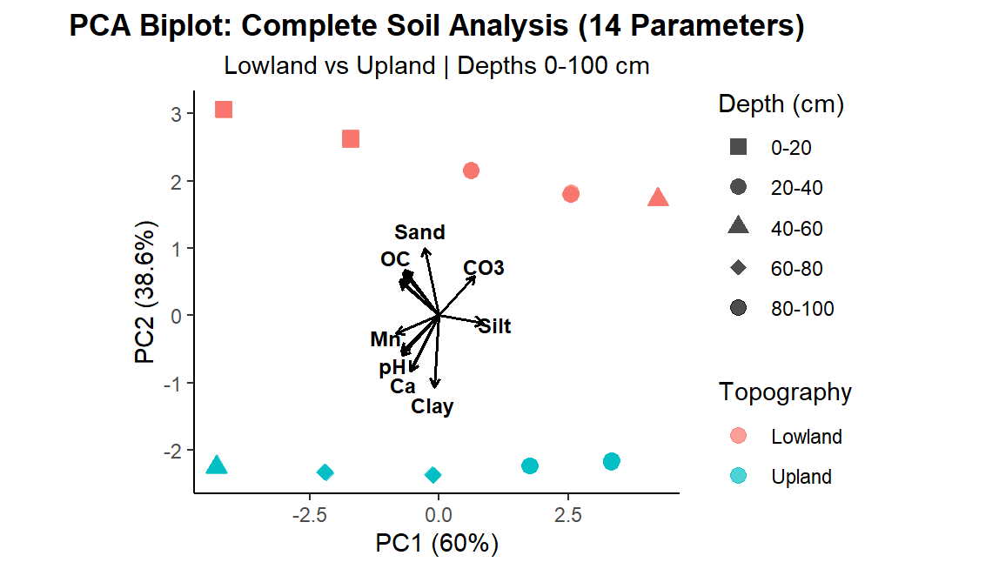 PCA Biplot: Complete Soil Analysis (14 Parameters)
Lowland vs Upland | Depths 0-100 cm
PC2 (38.6%)
3
2
1
0
-1
-2
Sand
OC
CO3
Silt
Mn
pH
Ca
Clay
-2.5
0.0
2.5
PC1 (60%)
Depth (cm)
0-20
20-40
40-60
60-80
80-100
Topography
Lowland
Upland